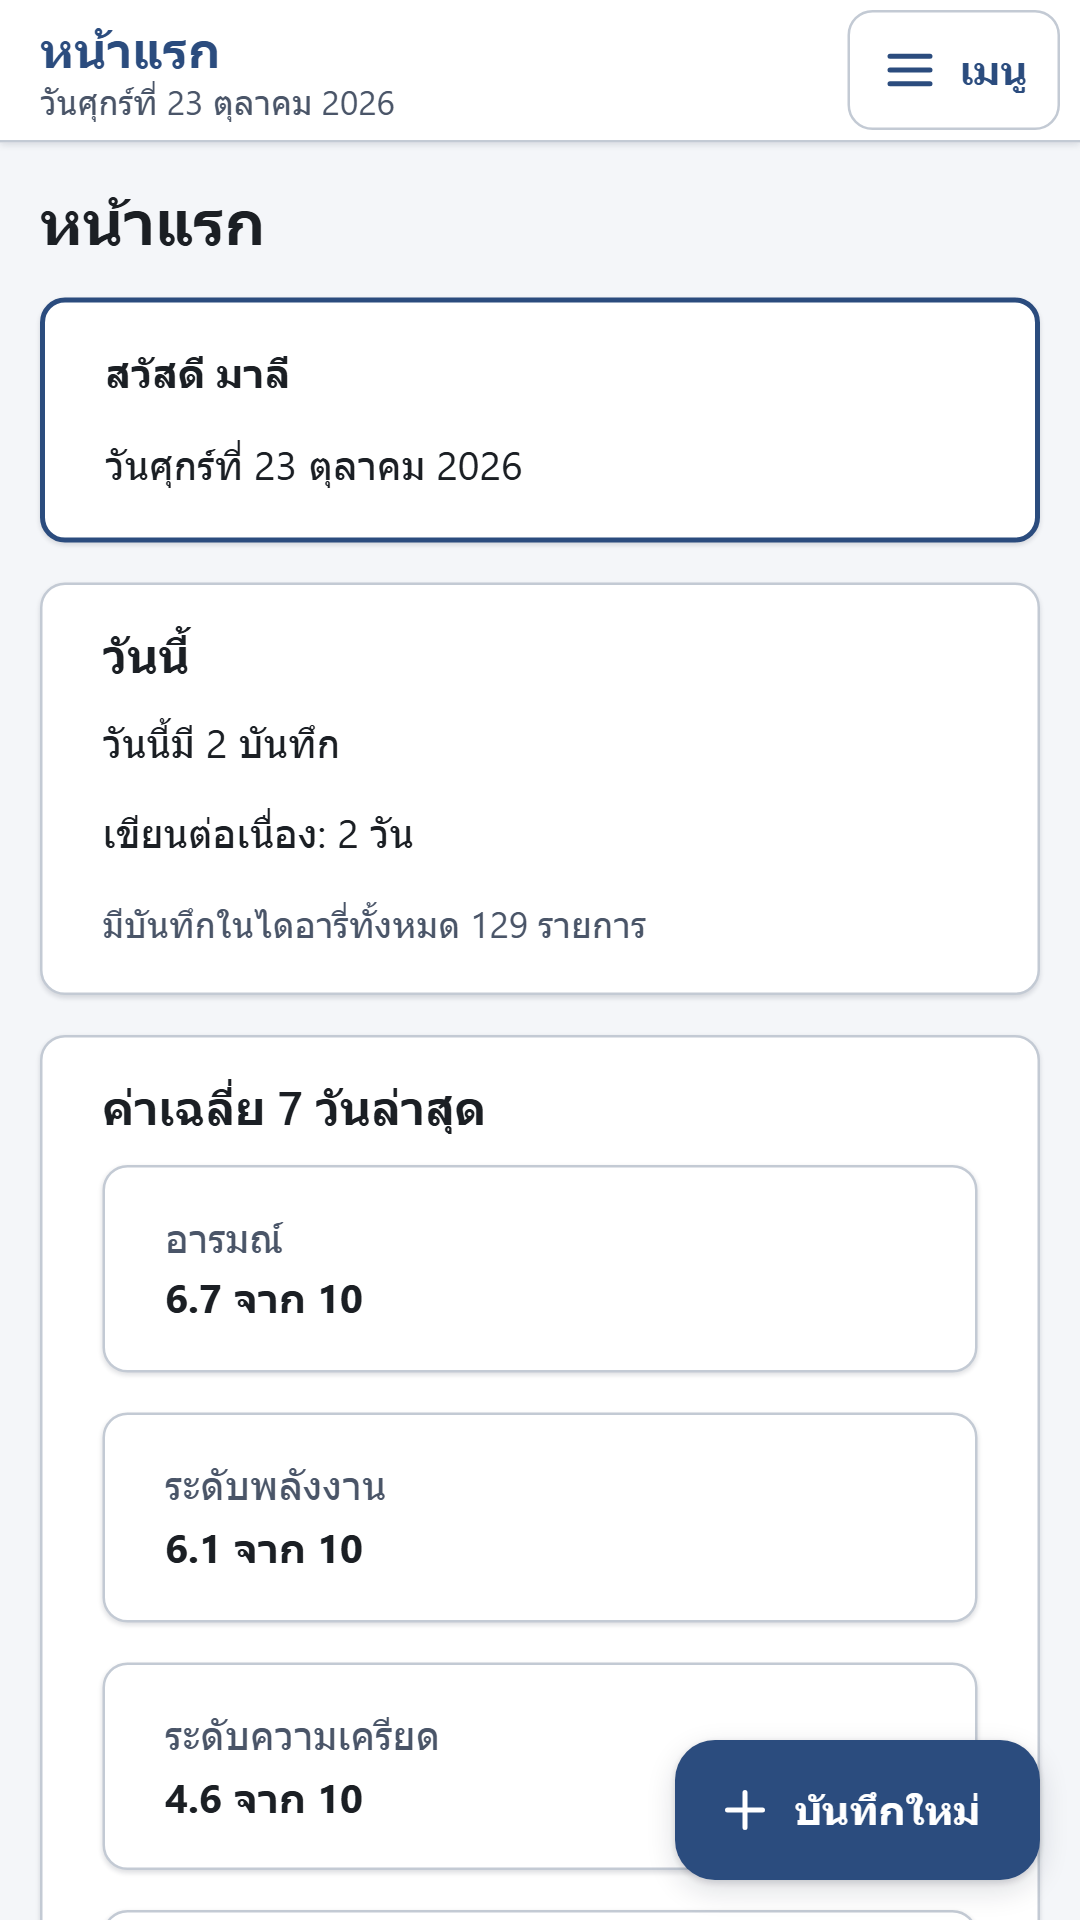 หน้าแรก
วันศุกร์ที่ 23 ตุลาคม 2026
เมนู
หน้าแรก
สวัสดี มาลี
วันศุกร์ที่ 23 ตุลาคม 2026
วันนี้
วันนี้มี 2 บันทึก
เขียนต่อเนื่อง: 2 วัน
มีบันทึกในไดอารี่ทั้งหมด 129 รายการ
ค่าเฉลี่ย 7 วันล่าสุด
อารมณ์
6.7 จาก 10
ระดับพลังงาน
6.1 จาก 10
ระดับความเครียด
4.6 จาก 10
บันทึกใหม่